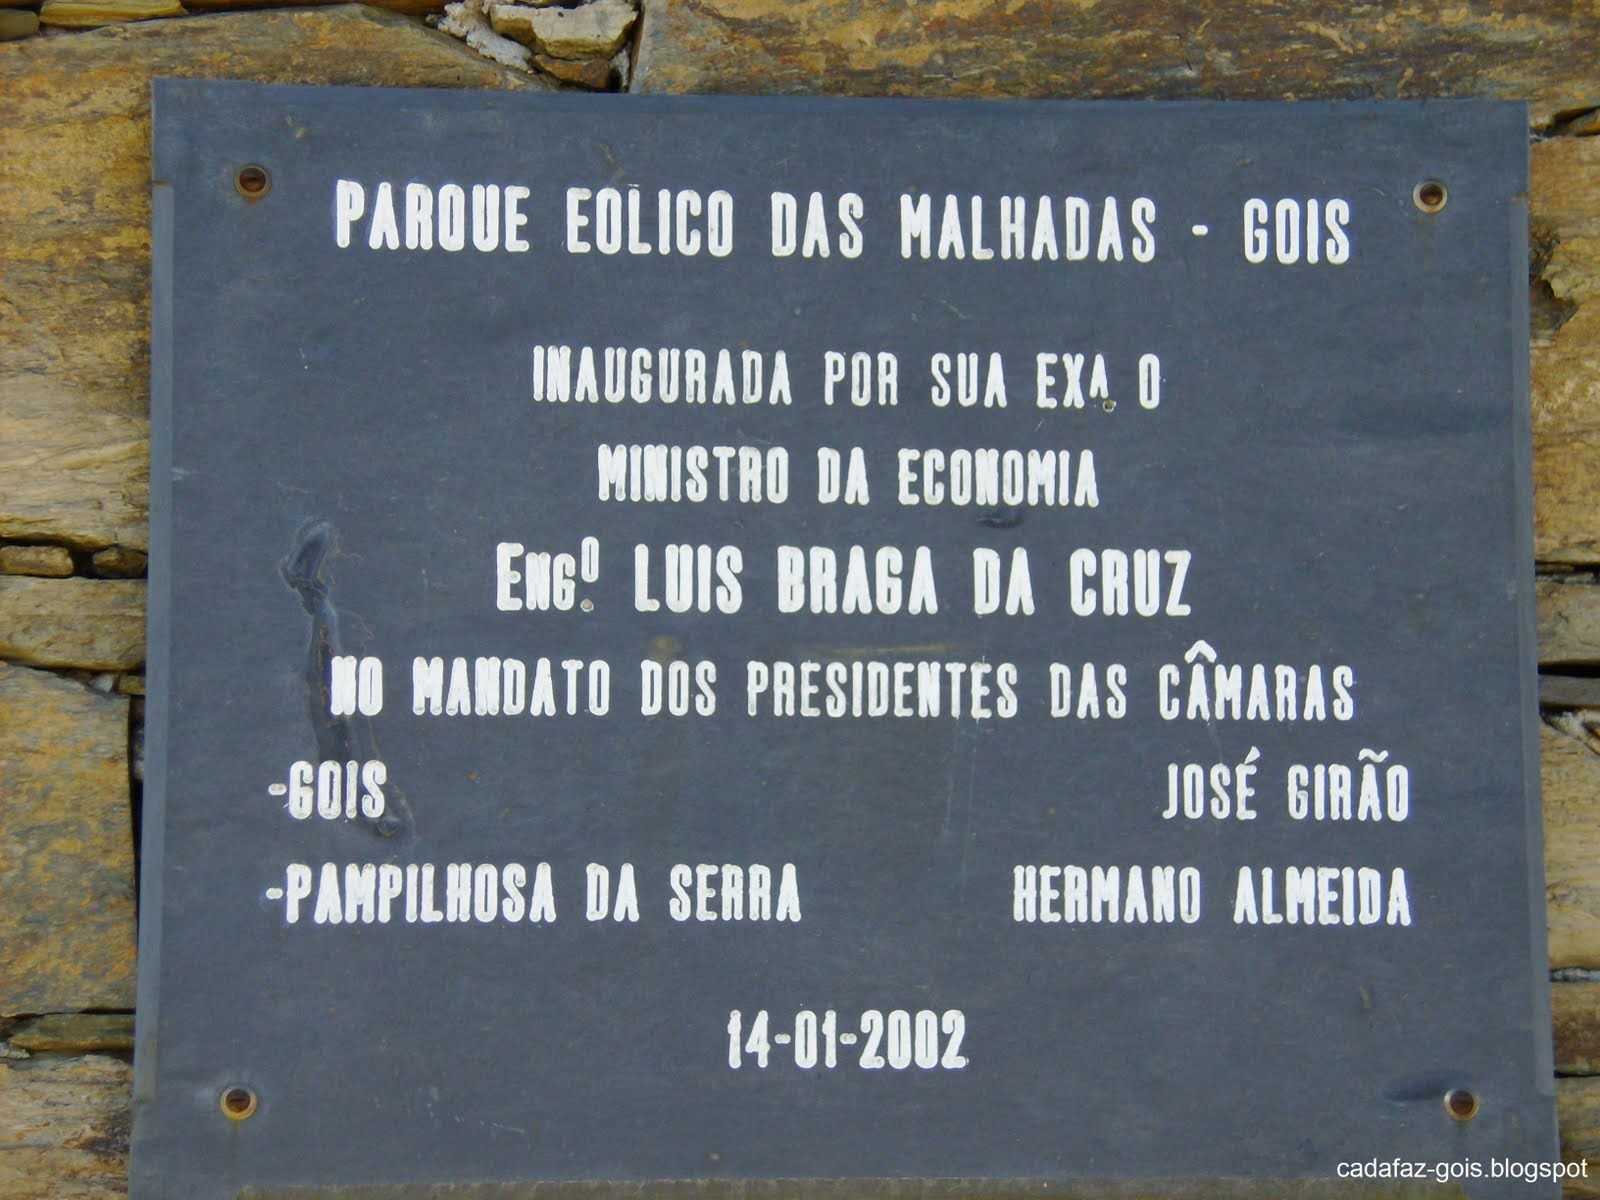 PARQUE EOLICO DAS MALHADAS - GOIS
INAUGURADA POR SUA EXª. O
MINISTRO DA ECONOMIA
ENGº. LUIS BRAGA DA CRUZ
NO MANDATO DOS PRESIDENTES DAS CÂMARAS
-GOIS JOSÉ GIRÃO
-PAMPILHOSA DA SERRA HERMANO ALMEIDA
14-01-2002
cadafaz-gois.blogspot